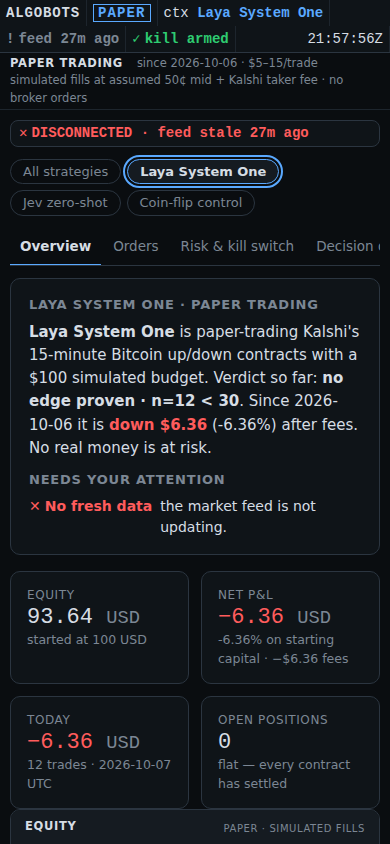 ALGOBOTS PAPER ctx Laya System One
! feed 27m ago ✓ kill armed 21:57:56Z
PAPER TRADING since 2026-10-06 · $5–15/trade
simulated fills at assumed 50¢ mid + Kalshi taker fee · no
broker orders
✕ DISCONNECTED · feed stale 27m ago
All strategies Laya System One
Jev zero-shot Coin-flip control
Overview Orders Risk & kill switch Decision
LAYA SYSTEM ONE · PAPER TRADING
Laya System One is paper-trading Kalshi's
15-minute Bitcoin up/down contracts with a
$100 simulated budget. Verdict so far: no
edge proven · n=12 < 30. Since 2026-
10-06 it is down $6.36 (-6.36%) after fees.
No real money is at risk.
NEEDS YOUR ATTENTION
✕ No fresh data the market feed is not
updating.
EQUITY
93.64 USD
started at 100 USD
NET P&L
−6.36 USD
-6.36% on starting
capital · −$6.36 fees
TODAY
−6.36 USD
12 trades · 2026-10-07
UTC
OPEN POSITIONS
0
flat — every contract
has settled
EQUITY PAPER · SIMULATED FILLS